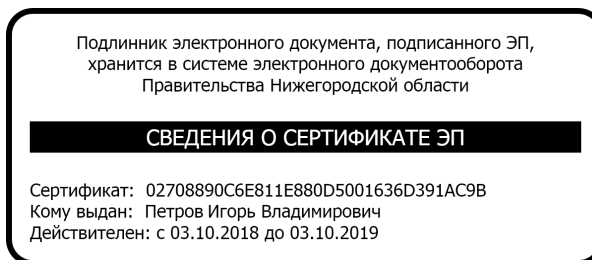 Подлинник электронного документа, подписанного ЭП,
хранится в системе электронного документооборота
Правительства Нижегородской области
СВЕДЕНИЯ О СЕРТИФИКАТЕ ЭП
Сертификат: 02708890C6E811E880D5001636D391AC9B
Кому выдан: Петров Игорь Владимирович
Действителен: с 03.10.2018 до 03.10.2019